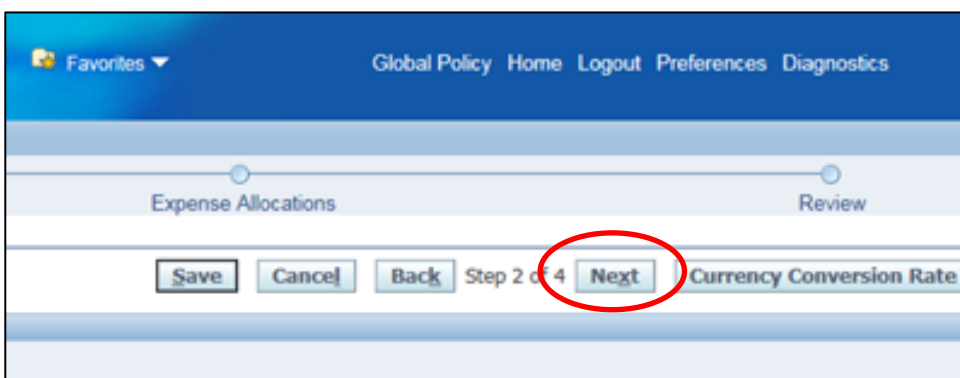 Favorites Global Policy Home Logout Preferences Diagnostics
Expense Allocations Review
Save Cancel Back Step 2 of 4 Next Currency Conversion Rate